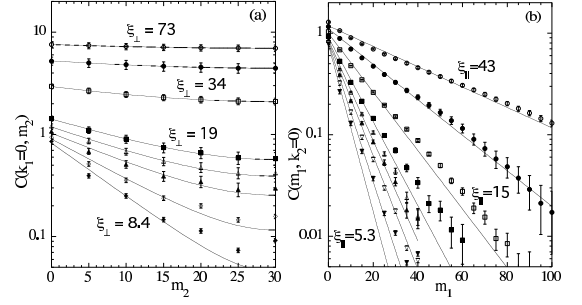 (a)
ξ⊥ = 73
ξ⊥ = 34
ξ⊥ = 19
ξ⊥ = 8.4
10
1
0.1
C(k₁=0, m₂)
0 5 10 15 20 25 30
m₂
(b)
ξ∥=43
ξ∥=15
ξ∥=5.3
1
0.1
0.01
C(m₁, k₂=0)
0 20 40 60 80 100
m₁